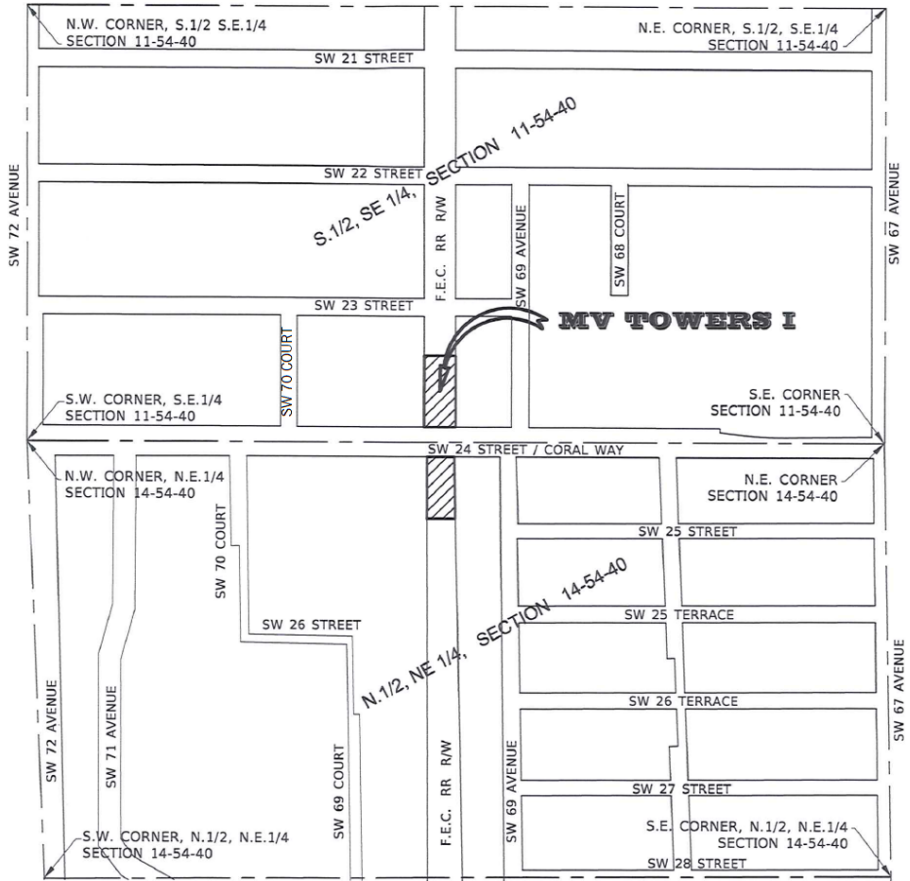 N.W. CORNER, S.1/2 S.E.1/4
SECTION 11-54-40
N.E. CORNER, S.1/2, S.E.1/4
SECTION 11-54-40
SW 21 STREET
SW 72 AVENUE
SW 22 STREET
S.1/2, SE 1/4, SECTION 11-54-40
F.E.C. RR R/W
SW 69 AVENUE
SW 68 COURT
SW 67 AVENUE
SW 23 STREET
MV TOWERS I
SW 70 COURT
S.W. CORNER, S.E.1/4
SECTION 11-54-40
S.E. CORNER
SECTION 11-54-40
SW 24 STREET / CORAL WAY
N.W. CORNER, N.E.1/4
SECTION 14-54-40
N.E. CORNER
SECTION 14-54-40
SW 70 COURT
SW 25 STREET
SW 26 STREET
N.1/2, NE 1/4, SECTION 14-54-40
SW 25 TERRACE
SW 72 AVENUE
SW 71 AVENUE
SW 69 COURT
F.E.C. RR R/W
SW 69 AVENUE
SW 26 TERRACE
SW 67 AVENUE
SW 27 STREET
S.W. CORNER, N.1/2, N.E.1/4
SECTION 14-54-40
S.E. CORNER, N.1/2, N.E.1/4
SECTION 14-54-40
SW 28 STREET